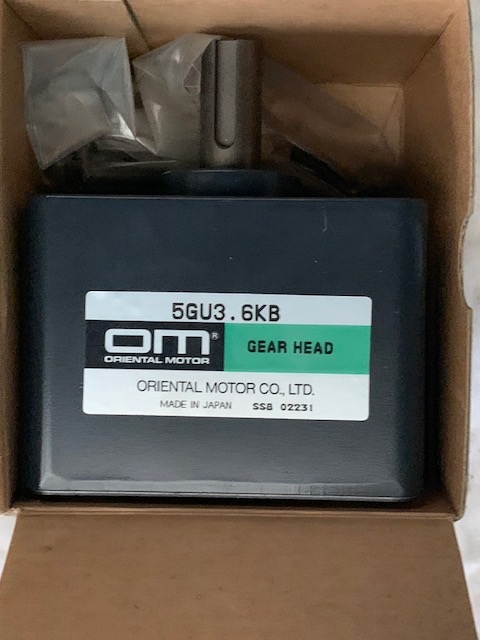 5GU3.6KB
OM®
ORIENTAL MOTOR
GEAR HEAD
ORIENTAL MOTOR CO., LTD.
MADE IN JAPAN SSB 02231